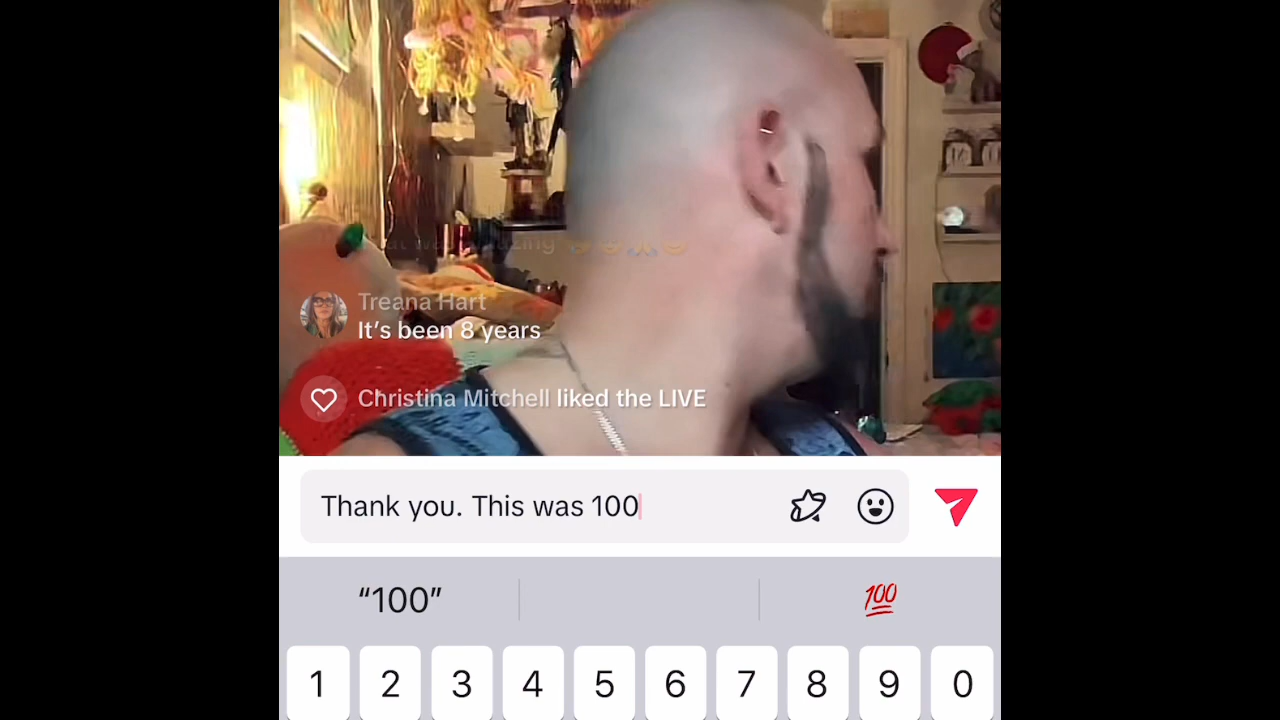 Treana Hart
It's been 8 years
Christina Mitchell liked the LIVE
Thank you. This was 100
“100” 💯
1 2 3 4 5 6 7 8 9 0